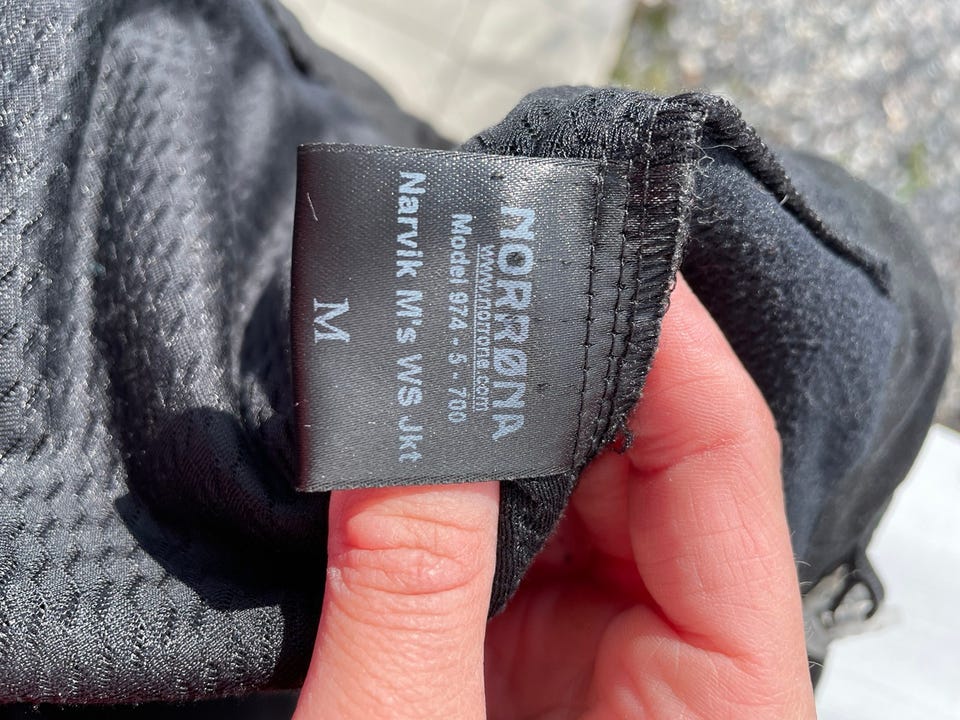 NORRØNA
www.norrona.com
Model 974 - 5 - 700
Narvik M's WS Jkt
M